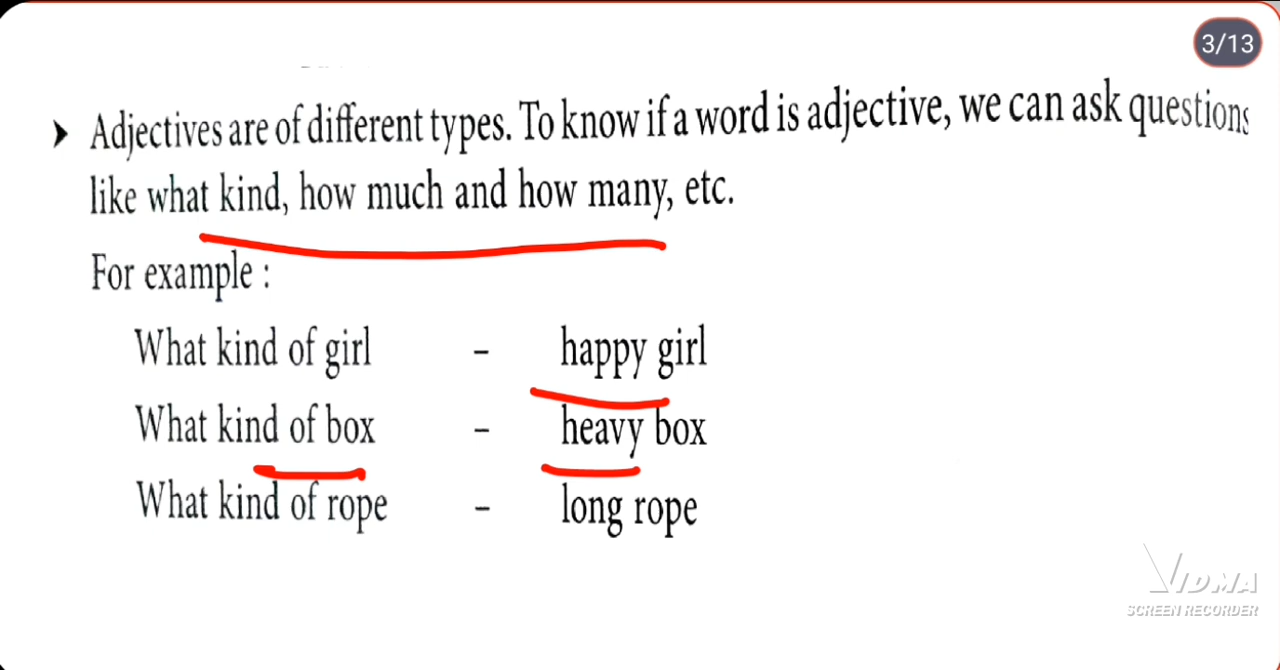 3/13
Adjectives are of different types. To know if a word is adjective, we can ask questions
like what kind, how much and how many, etc.
For example :
What kind of girl - happy girl
What kind of box - heavy box
What kind of rope - long rope
VIDMA
SCREEN RECORDER